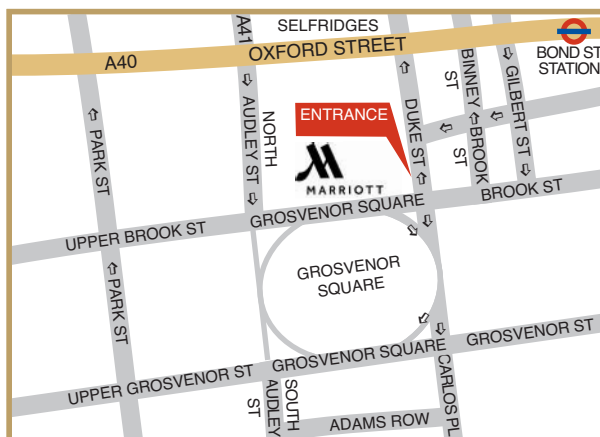 SELFRIDGES
A40
A41
OXFORD STREET
BOND ST
STATION
PARK ST
NORTH
AUDLEY ST
ENTRANCE
MARRIOTT
DUKE ST
BINNEY
ST
GILBERT ST
BROOK
ST
UPPER BROOK ST
GROSVENOR SQUARE
BROOK ST
PARK ST
GROSVENOR
SQUARE
UPPER GROSVENOR ST
GROSVENOR SQUARE
GROSVENOR ST
SOUTH
AUDLEY
ST
CARLOS PL
ADAMS ROW